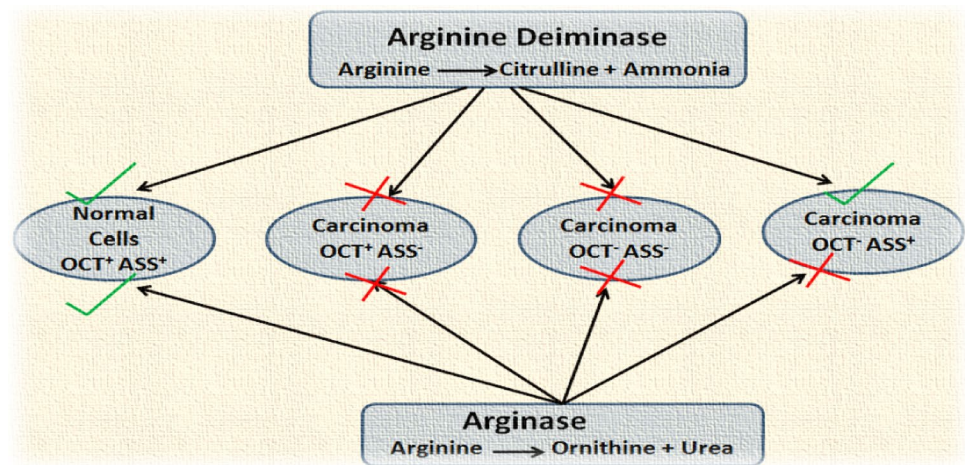 Arginine Deiminase
Arginine ⟶ Citrulline + Ammonia
Normal
Cells
OCT⁺ ASS⁺
Carcinoma
OCT⁺ ASS⁻
Carcinoma
OCT⁻ ASS⁻
Carcinoma
OCT⁻ ASS⁺
Arginase
Arginine ⟶ Ornithine + Urea